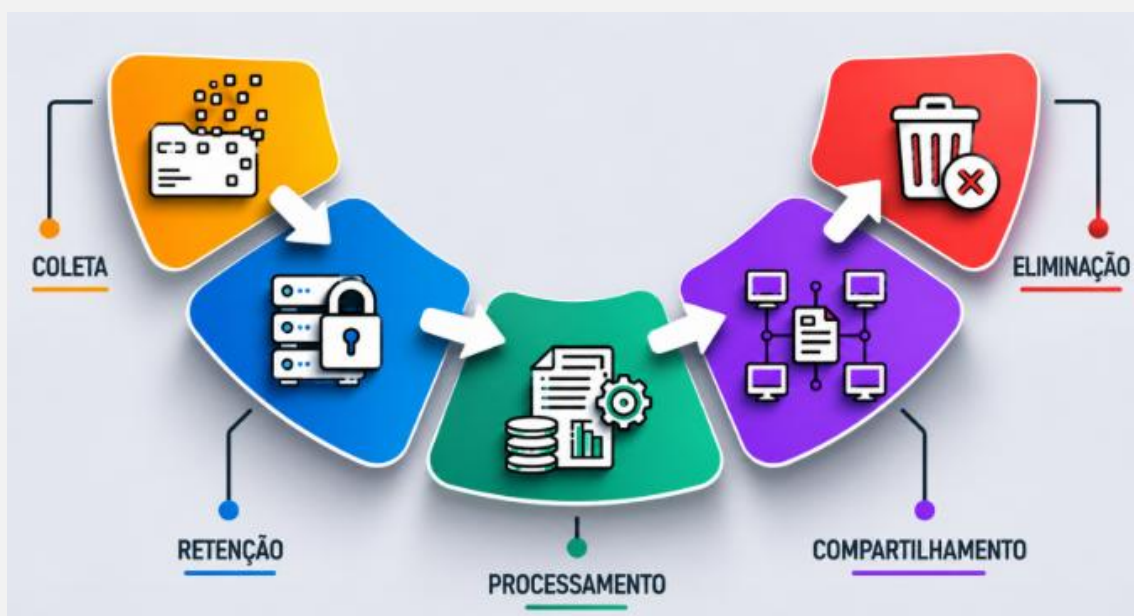 COLETA
RETENÇÃO
PROCESSAMENTO
COMPARTILHAMENTO
ELIMINAÇÃO